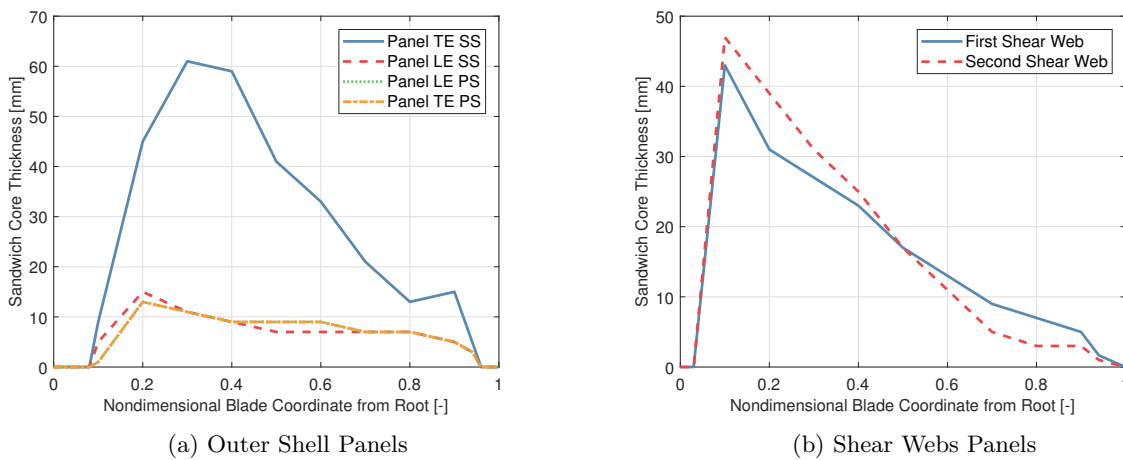 70
60
50
40
30
20
10
0
Sandwich Core Thickness [mm]
Panel TE SS
Panel LE SS
Panel LE PS
Panel TE PS
0 0.2 0.4 0.6 0.8 1
Nondimensional Blade Coordinate from Root [-]
(a) Outer Shell Panels
50
40
30
20
10
0
Sandwich Core Thickness [mm]
First Shear Web
Second Shear Web
0 0.2 0.4 0.6 0.8 1
Nondimensional Blade Coordinate from Root [-]
(b) Shear Webs Panels